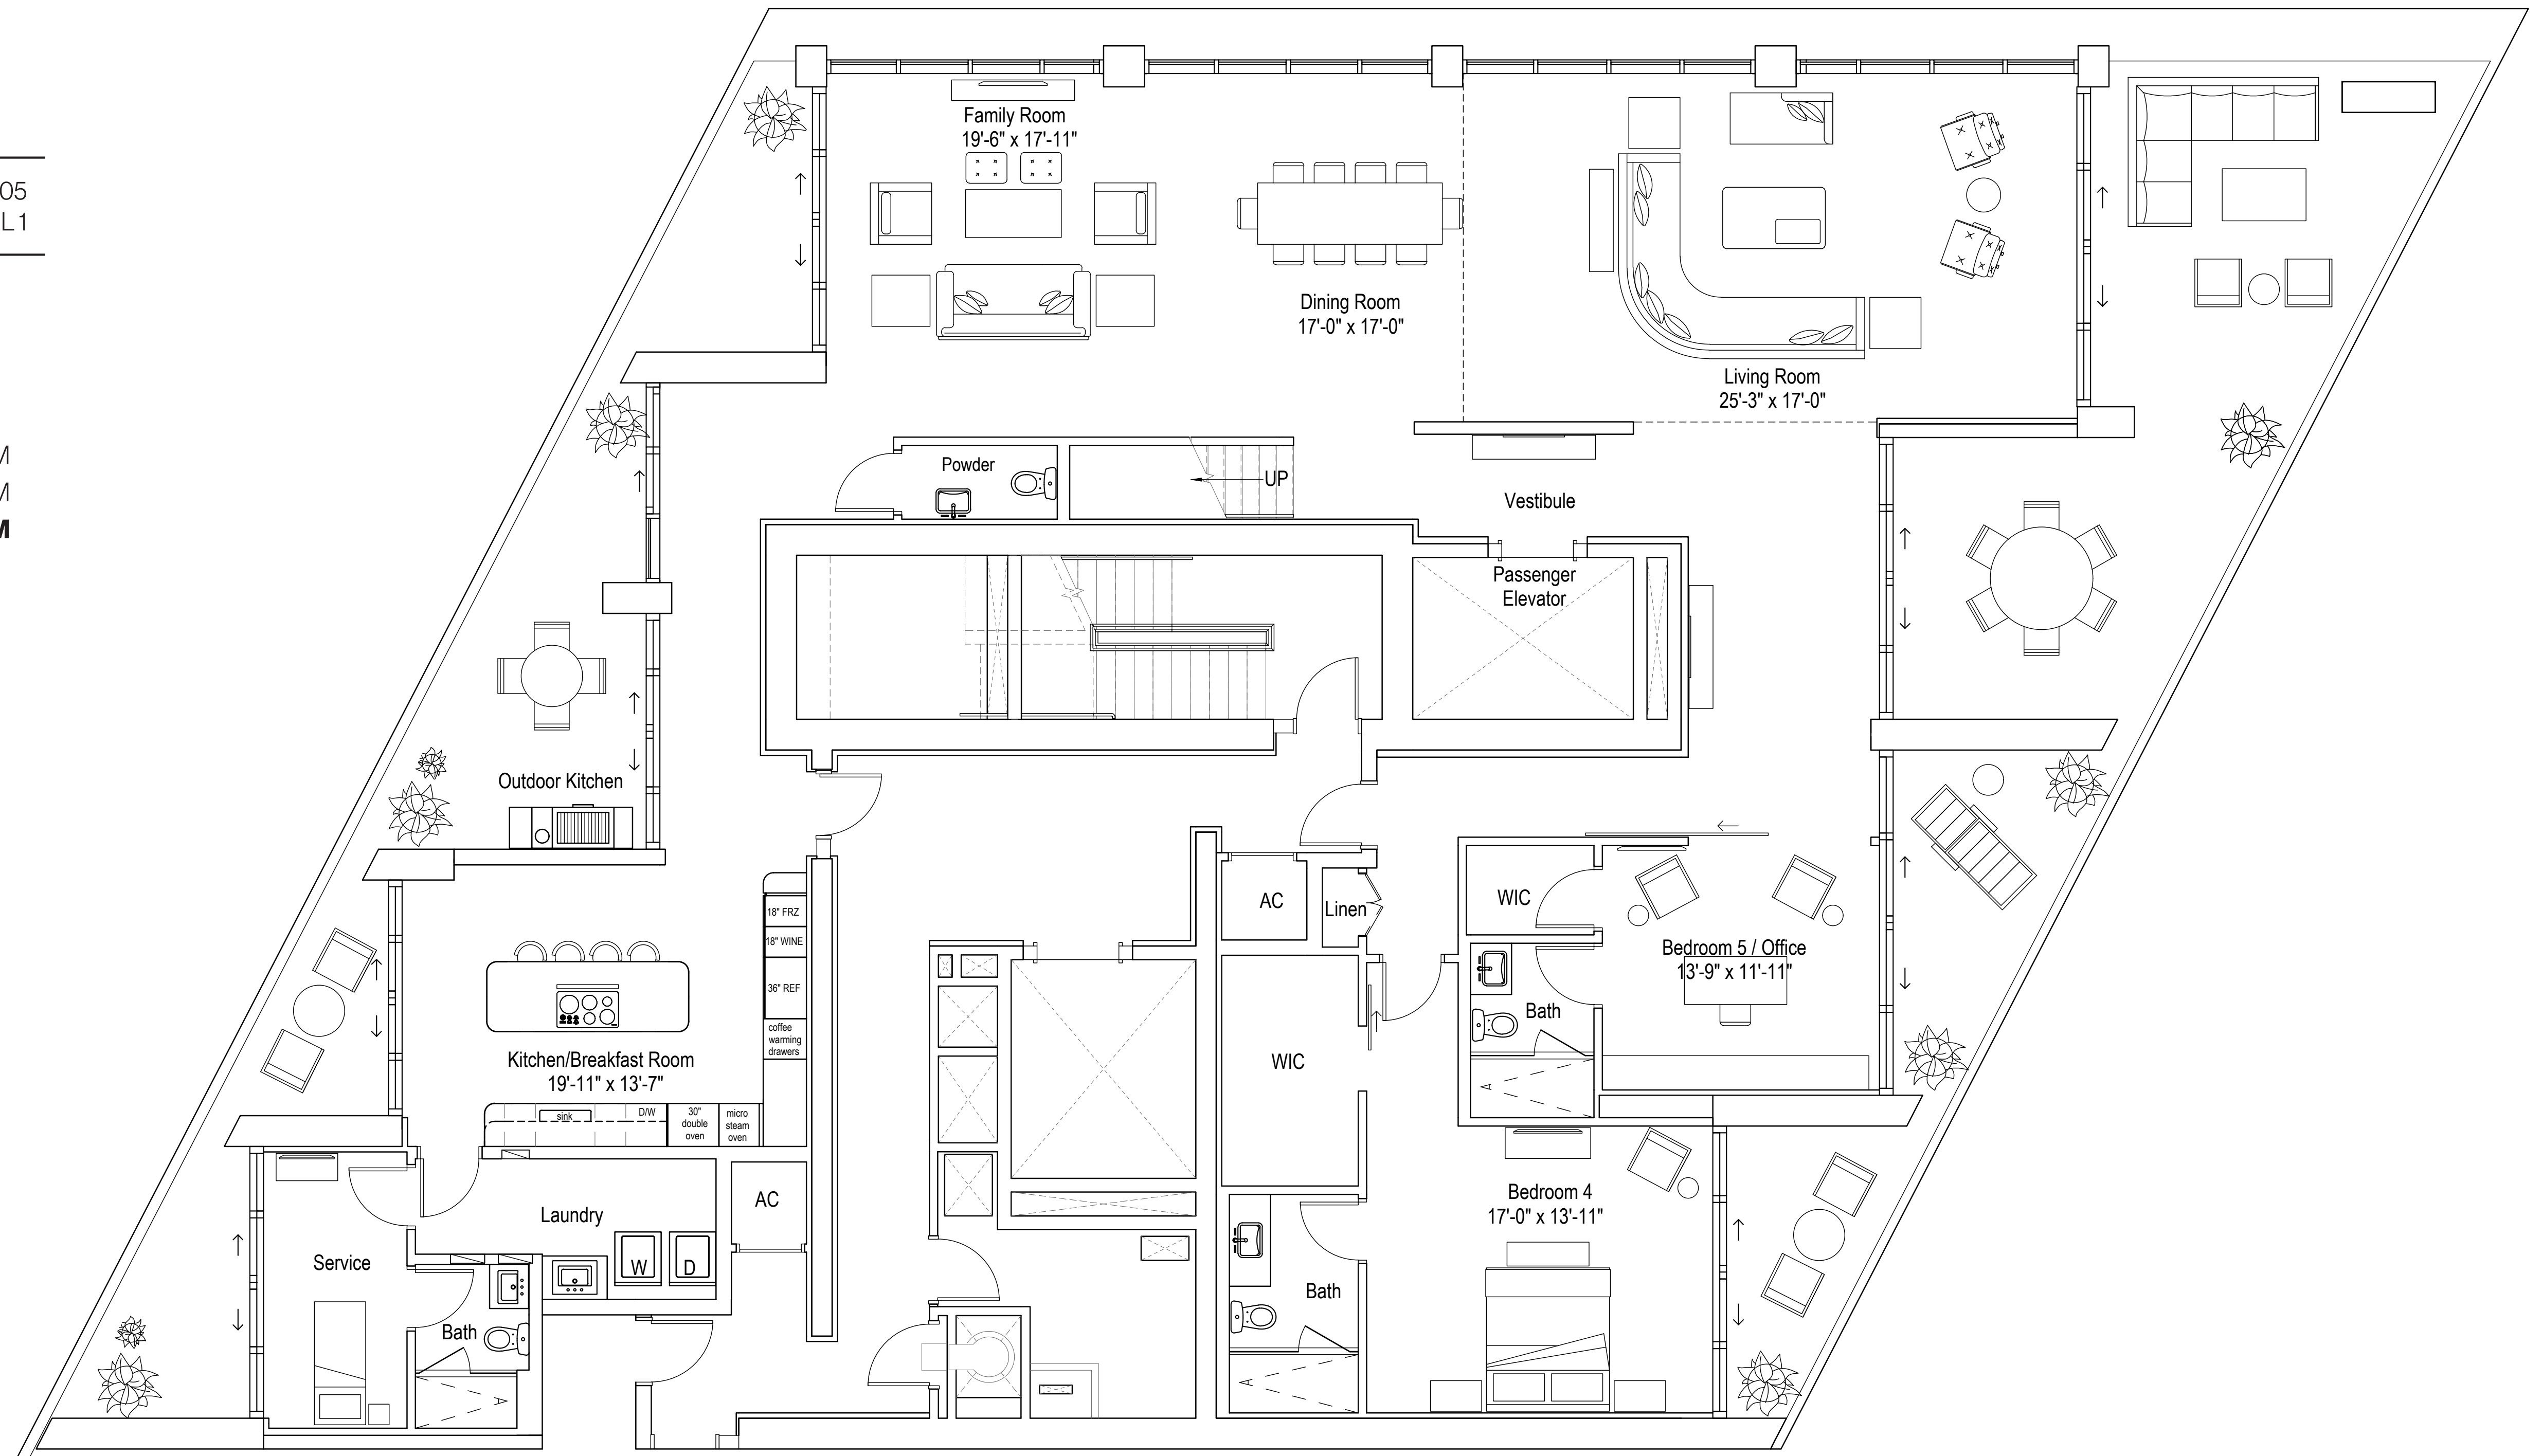 05
L1
M
M
M
Family Room
19'-6" x 17'-11"
Dining Room
17'-0" x 17'-0"
Living Room
25'-3" x 17'-0"
Powder
UP
Vestibule
Passenger
Elevator
Outdoor Kitchen
18" FRZ
18" WINE
36" REF
coffee
warming
drawers
Kitchen/Breakfast Room
19'-11" x 13'-7"
sink
D/W
30"
double
oven
micro
steam
oven
AC
Linen
WIC
Bedroom 5 / Office
13'-9" x 11'-11"
Bath
WIC
Laundry
AC
W
D
Service
Bath
Bedroom 4
17'-0" x 13'-11"
Bath